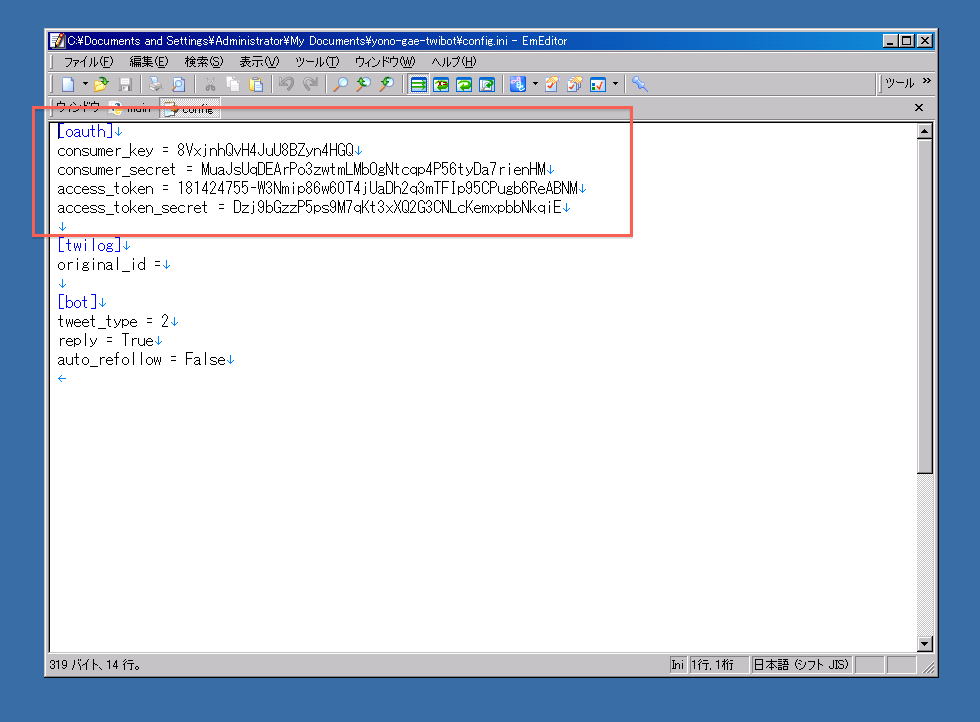 C:¥Documents and Settings¥Administrator¥My Documents¥yono-gae-twibot¥config.ini - EmEditor
ファイル(F) 編集(E) 検索(S) 表示(V) ツール(T) ウィンドウ(W) ヘルプ(H)
ツール »
ウィンドウ main config
[oauth]↓
consumer_key = 8VxjnhQvH4JuU8BZyn4HGQ↓
consumer_secret = MuaJsUqDEArPo3zwtmLMbOgNtcqp4P56tyDa7rienHM↓
access_token = 181424755-W3Nmip86w60T4jUaDh2q3mTFIp95CPugb6ReABNM↓
access_token_secret = Dzj9bGzzP5ps9M7qKt3xXQ2G3CNLcKemxpbbNkqiE↓
↓
[twilog]↓
original_id =↓
↓
[bot]↓
tweet_type = 2↓
reply = True↓
auto_refollow = False↓
←
319 バイト、14 行。 Ini 1行, 1桁 日本語 (シフト JIS)